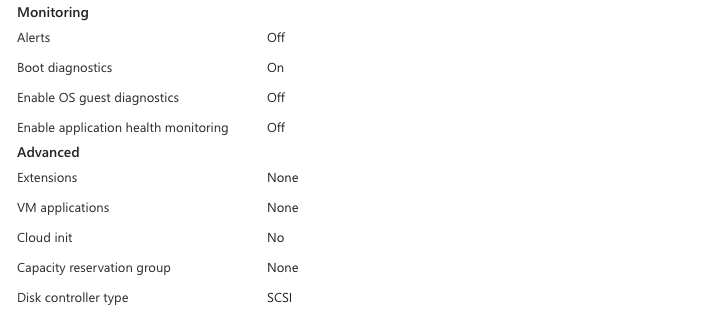 Monitoring
Alerts Off
Boot diagnostics On
Enable OS guest diagnostics Off
Enable application health monitoring Off
Advanced
Extensions None
VM applications None
Cloud init No
Capacity reservation group None
Disk controller type SCSI